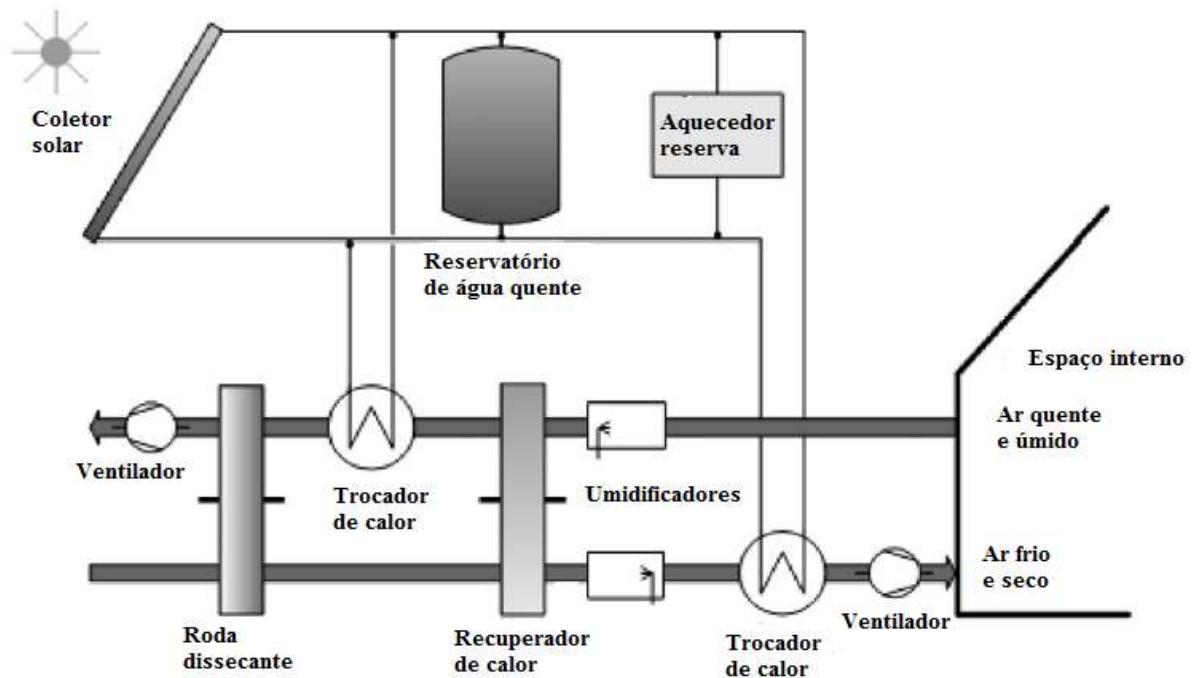 Coletor
solar
Aquecedor
reserva
Reservatório
de água quente
Espaço interno
Ar quente
e úmido
Ventilador
Trocador
de calor
Umidificadores
Ar frio
e seco
Roda
dissecante
Recuperador
de calor
Trocador
de calor
Ventilador